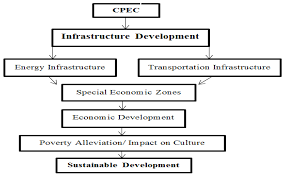 CPEC
Infrastructure Development
Energy Infrastructure
Transportation Infrastructure
Special Economic Zones
Economic Development
Poverty Alleviation/ Impact on Culture
Sustainable Development